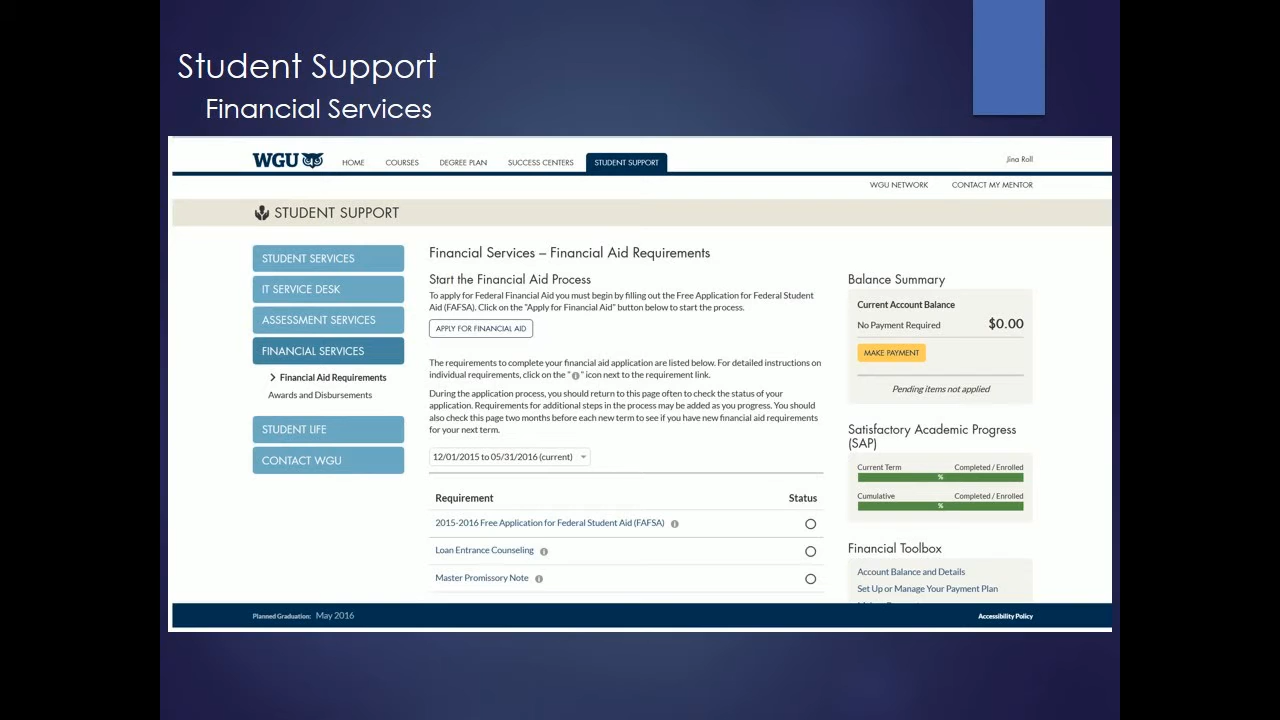 Student Support
Financial Services
WGU
HOME
COURSES
DEGREE PLAN
SUCCESS CENTERS
STUDENT SUPPORT
Jina Roll
WGU NETWORK
CONTACT MY MENTOR
STUDENT SUPPORT
STUDENT SERVICES
IT SERVICE DESK
ASSESSMENT SERVICES
FINANCIAL SERVICES
Financial Aid Requirements
Awards and Disbursements
STUDENT LIFE
CONTACT WGU
Financial Services – Financial Aid Requirements
Start the Financial Aid Process
To apply for Federal Financial Aid you must begin by filling out the Free Application for Federal Student
Aid (FAFSA). Click on the "Apply for Financial Aid" button below to start the process.
APPLY FOR FINANCIAL AID
The requirements to complete your financial aid application are listed below. For detailed instructions on
individual requirements, click on the "i" icon next to the requirement link.
During the application process, you should return to this page often to check the status of your
application. Requirements for additional steps in the process may be added as you progress. You should
also check this page two months before each new term to see if you have new financial aid requirements
for your next term.
12/01/2015 to 05/31/2016 (current)
Requirement Status
2015-2016 Free Application for Federal Student Aid (FAFSA)
Loan Entrance Counseling
Master Promissory Note
Balance Summary
Current Account Balance
No Payment Required $0.00
MAKE PAYMENT
Pending items not applied
Satisfactory Academic Progress
(SAP)
Current Term Completed / Enrolled
%
Cumulative Completed / Enrolled
%
Financial Toolbox
Account Balance and Details
Set Up or Manage Your Payment Plan
Planned Graduation: May 2016
Accessibility Policy